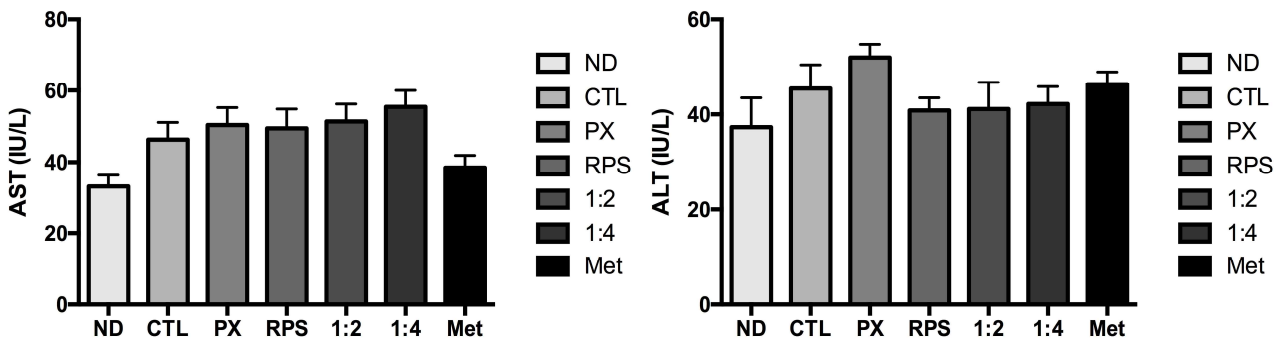 AST (IU/L)
80
60
40
20
0
ND CTL PX RPS 1:2 1:4 Met
ND
CTL
PX
RPS
1:2
1:4
Met
ALT (IU/L)
60
40
20
0
ND CTL PX RPS 1:2 1:4 Met
ND
CTL
PX
RPS
1:2
1:4
Met